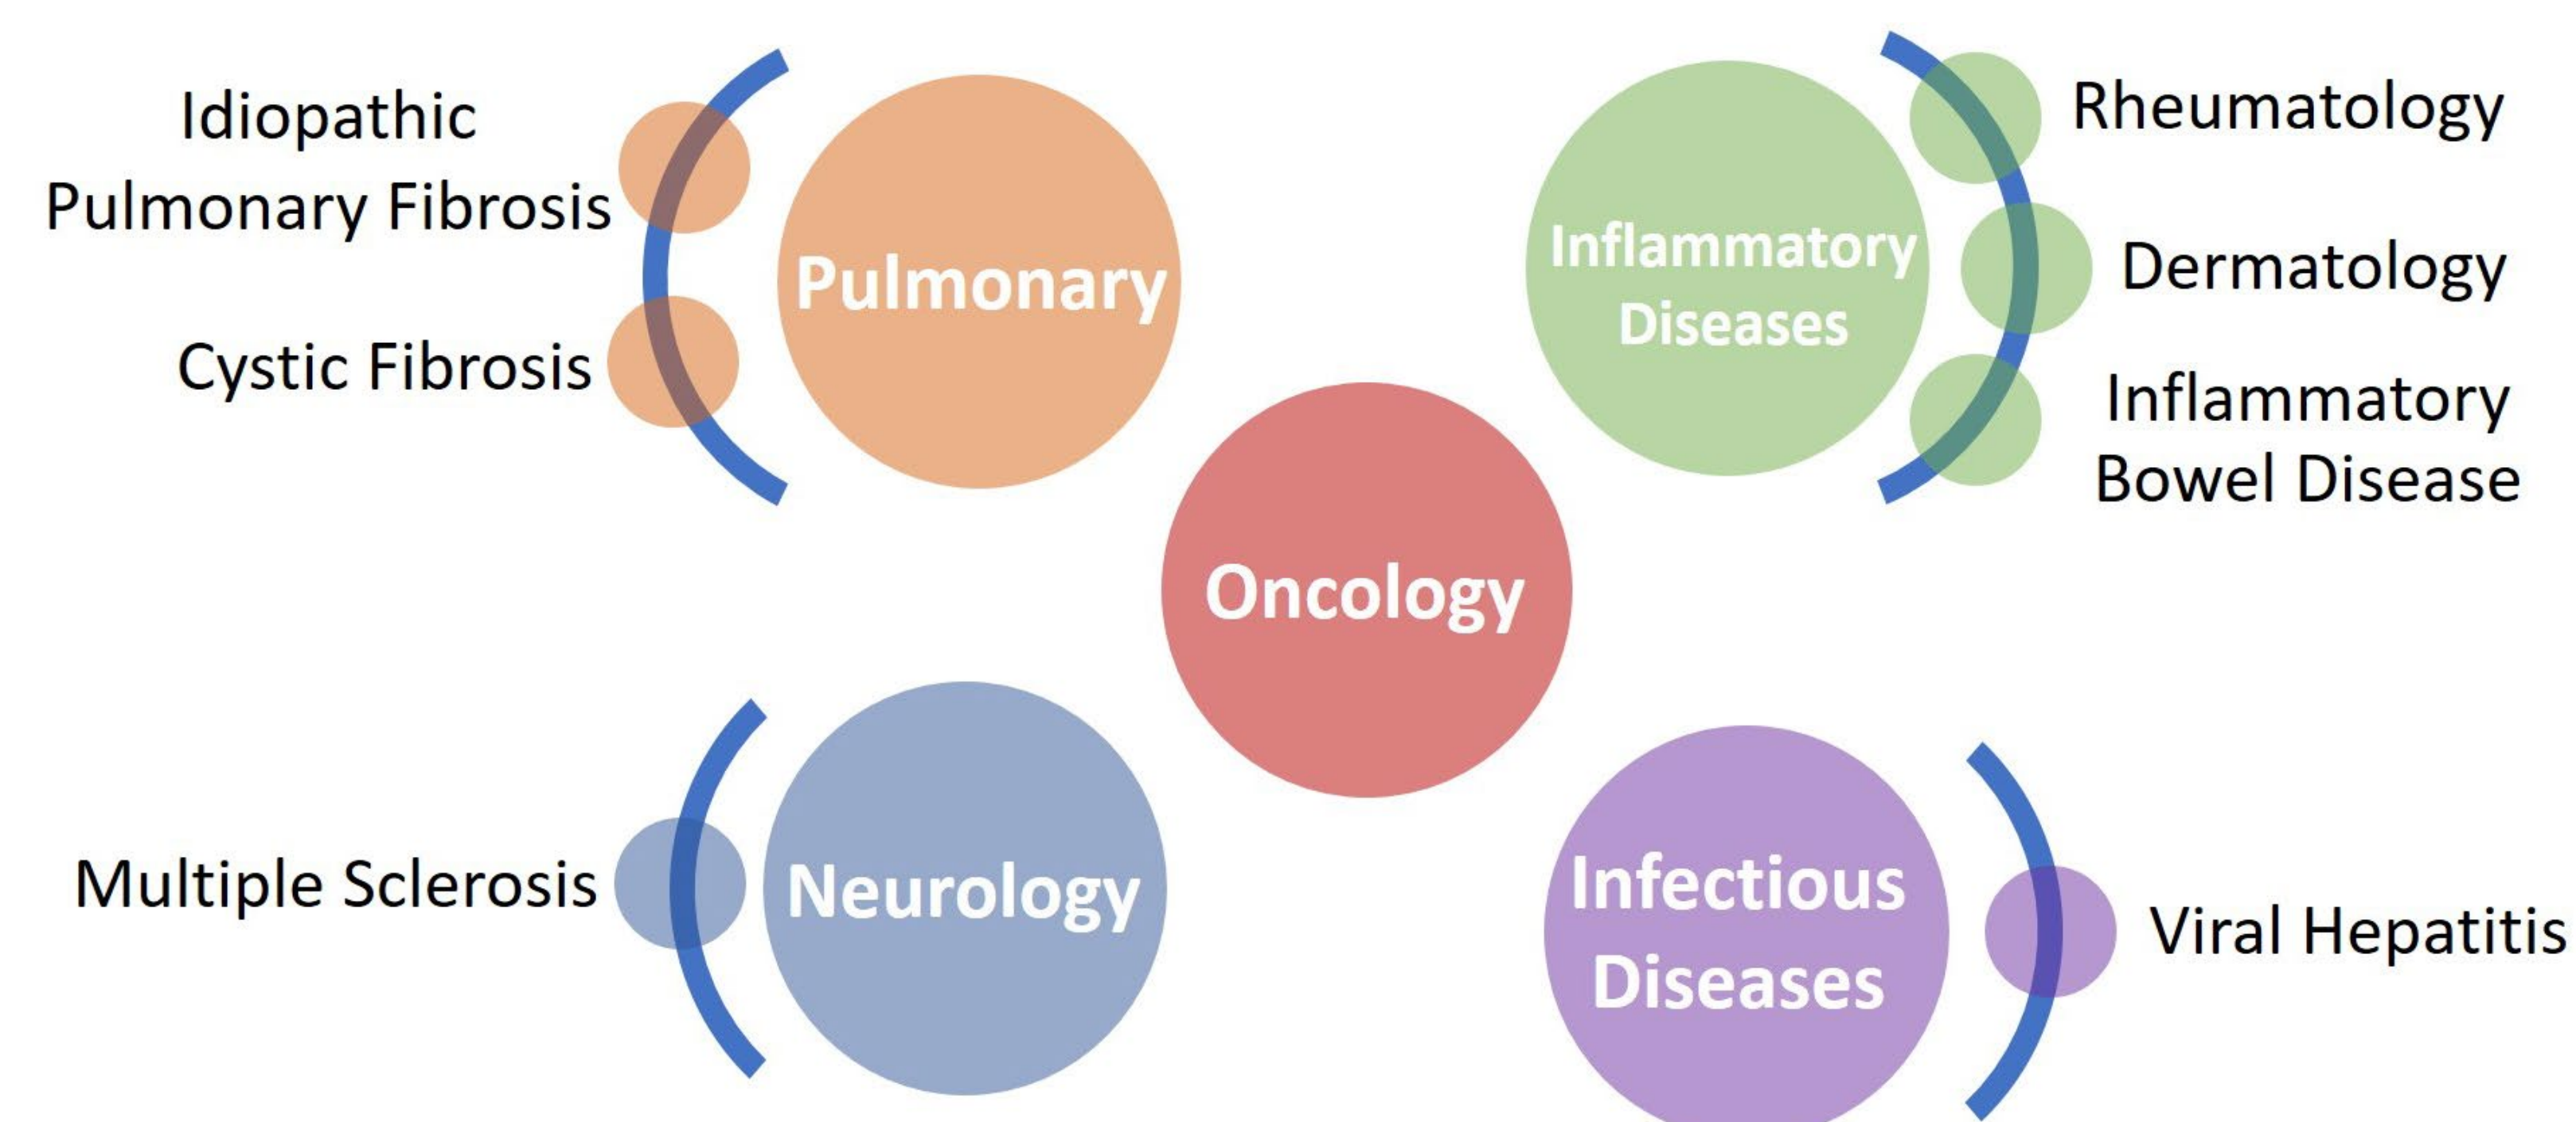 Idiopathic
Pulmonary Fibrosis
Cystic Fibrosis
Pulmonary
Inflammatory
Diseases
Rheumatology
Dermatology
Inflammatory
Bowel Disease
Oncology
Multiple Sclerosis
Neurology
Infectious
Diseases
Viral Hepatitis